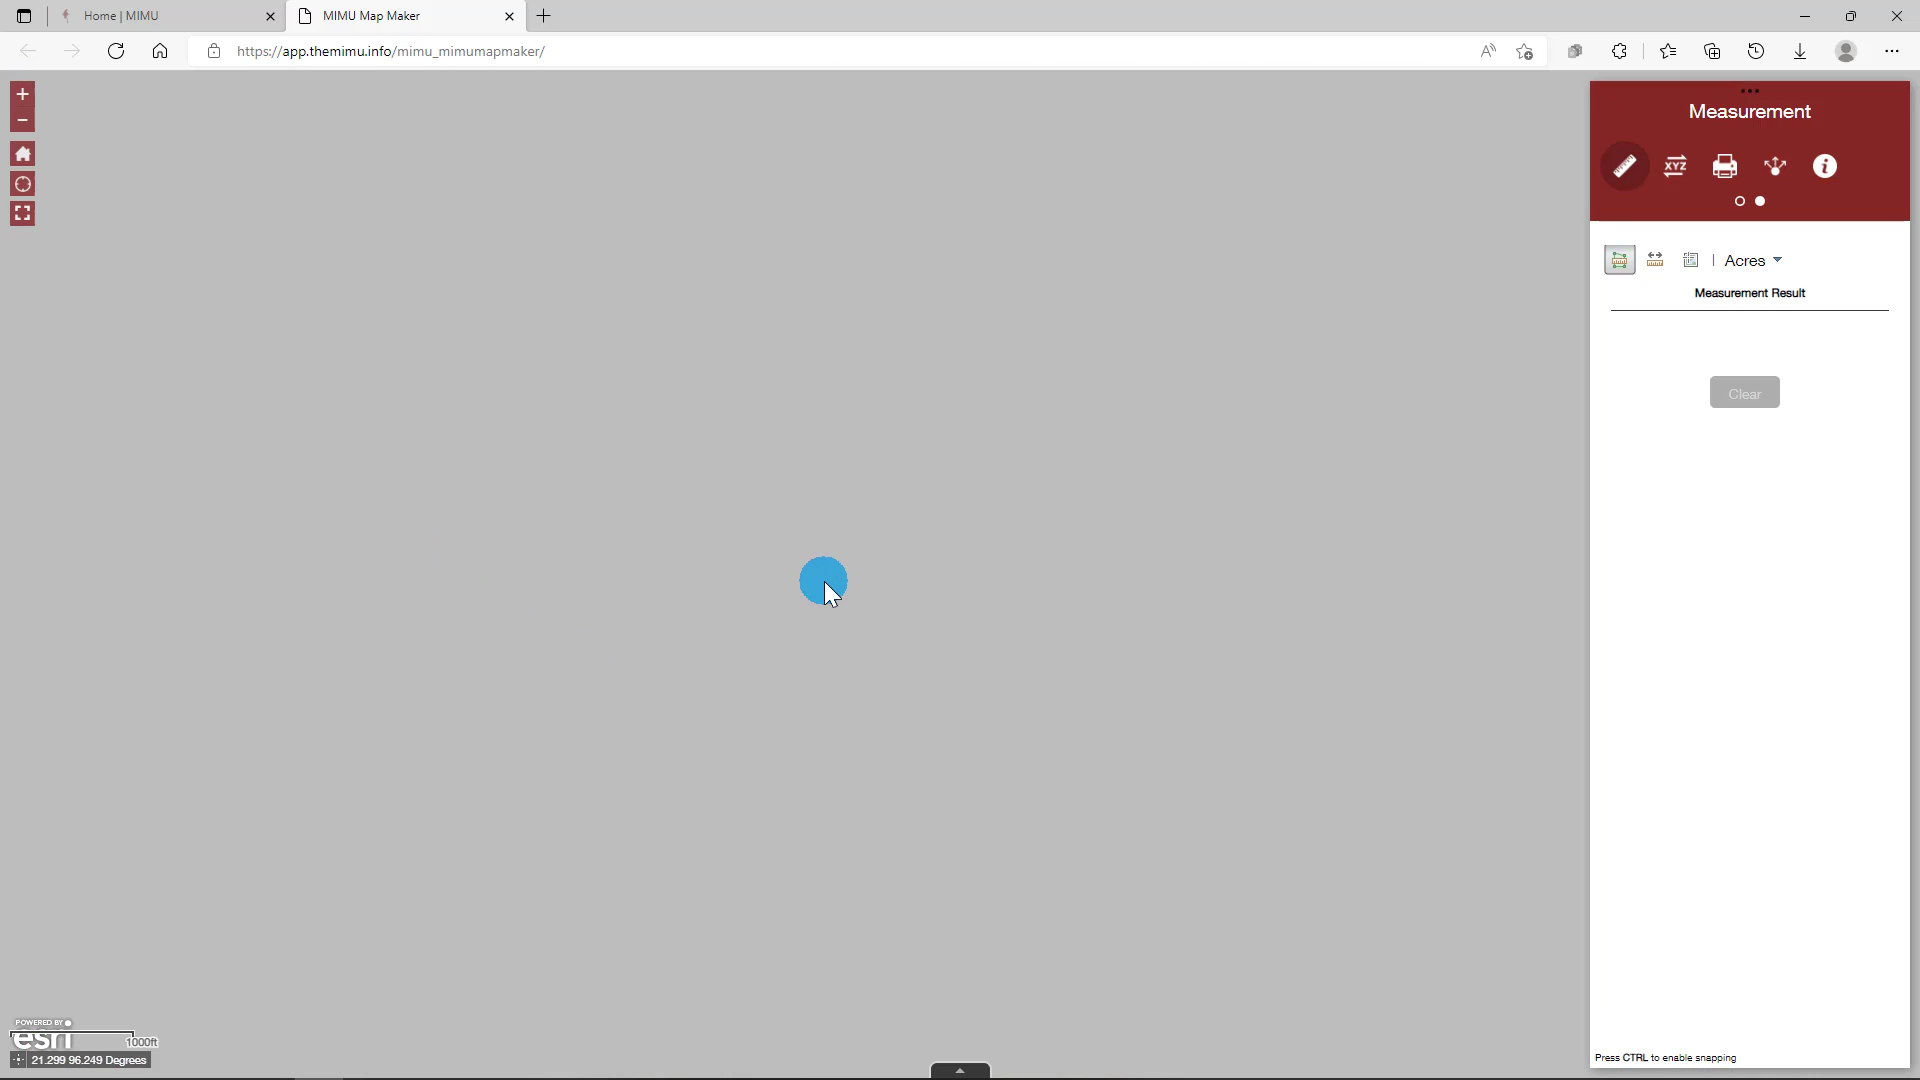 Home | MIMU
MIMU Map Maker
https://app.themimu.info/mimu_mimumapmaker/
Measurement
XYZ
Acres
Measurement Result
Clear
POWERED BY
esri
1000ft
21.299 96.249 Degrees
Press CTRL to enable snapping